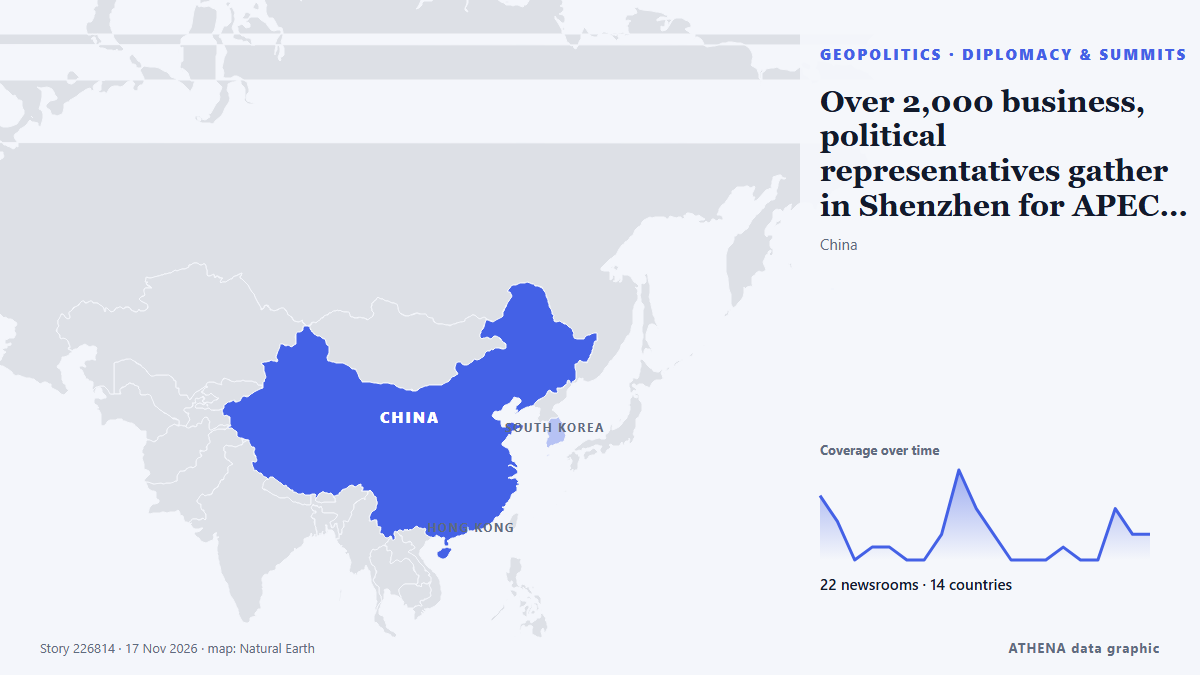 GEOPOLITICS · DIPLOMACY & SUMMITS
Over 2,000 business,
political
representatives gather
in Shenzhen for APEC...
China
CHINA
SOUTH KOREA
HONG KONG
Coverage over time
22 newsrooms · 14 countries
Story 226814 · 17 Nov 2026 · map: Natural Earth
ATHENA data graphic